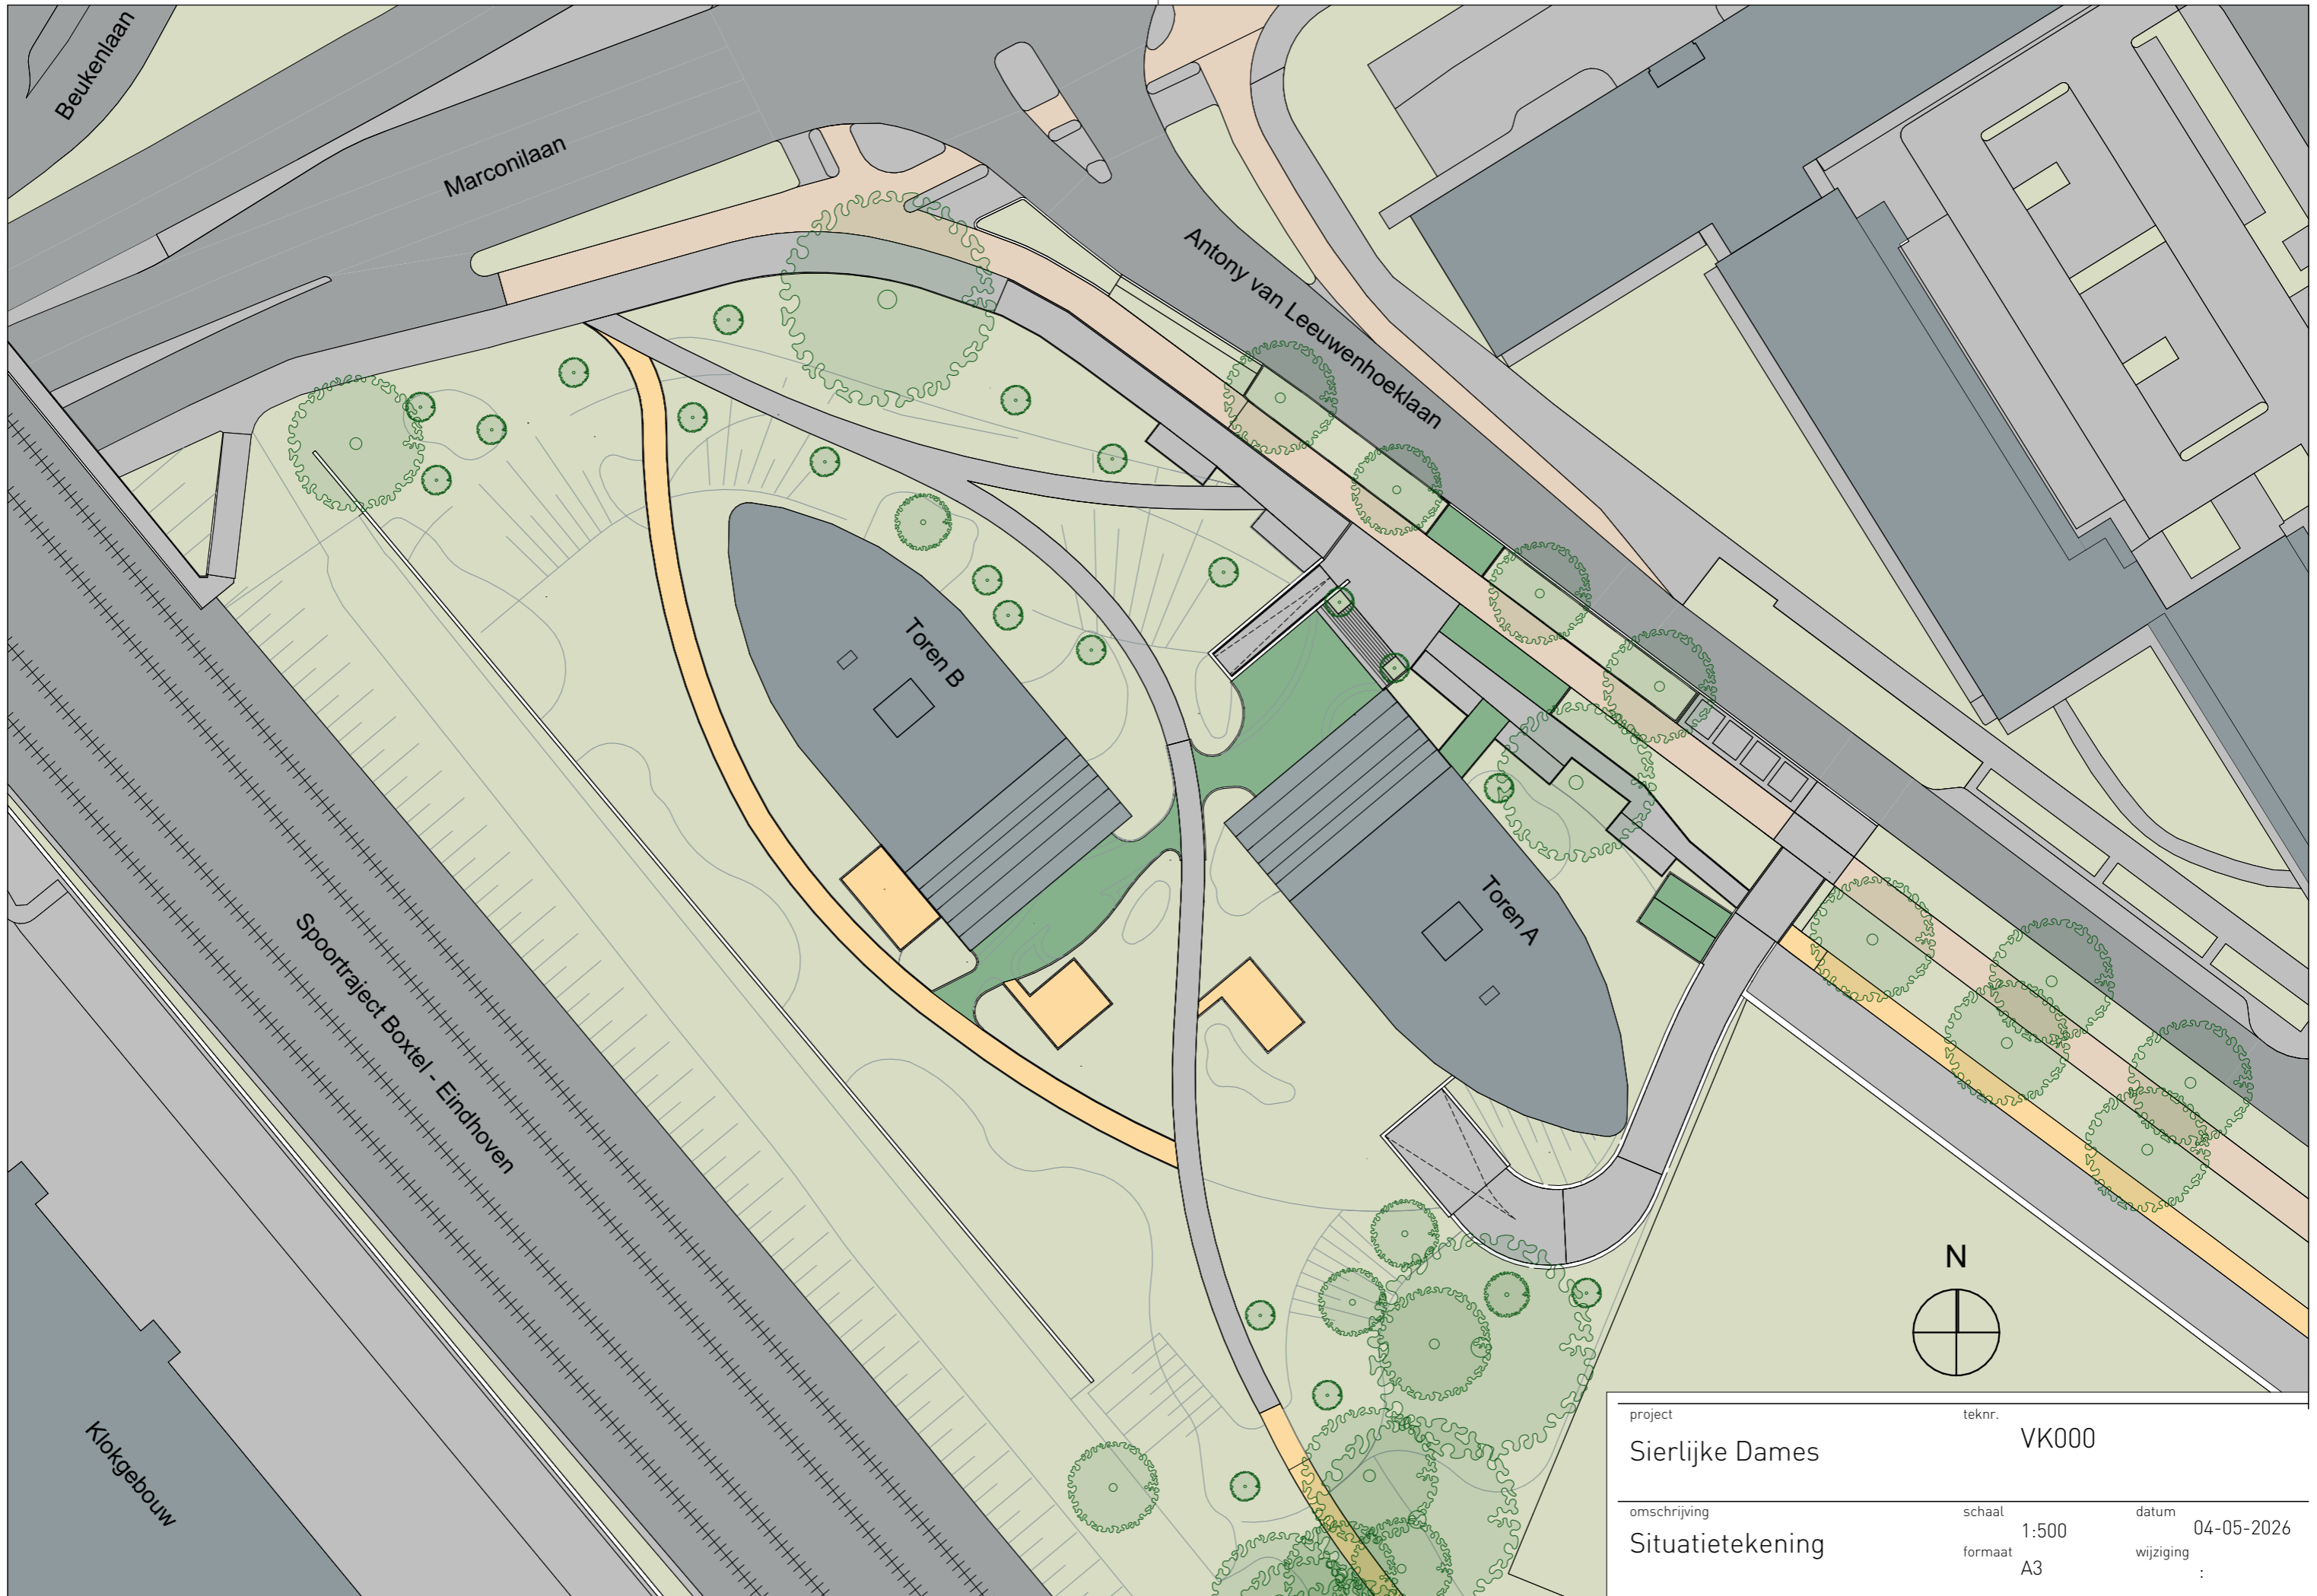 Beukenlaan
Marconilaan
Antony van Leeuwenhoeklaan
Toren B
Toren A
Spoortraject Boxtel - Eindhoven
Klokgebouw
N
project
Sierlijke Dames
teknr.
VK000
omschrijving
Situatietekening
schaal
1:500
datum
04-05-2026
formaat
A3
wijziging
: